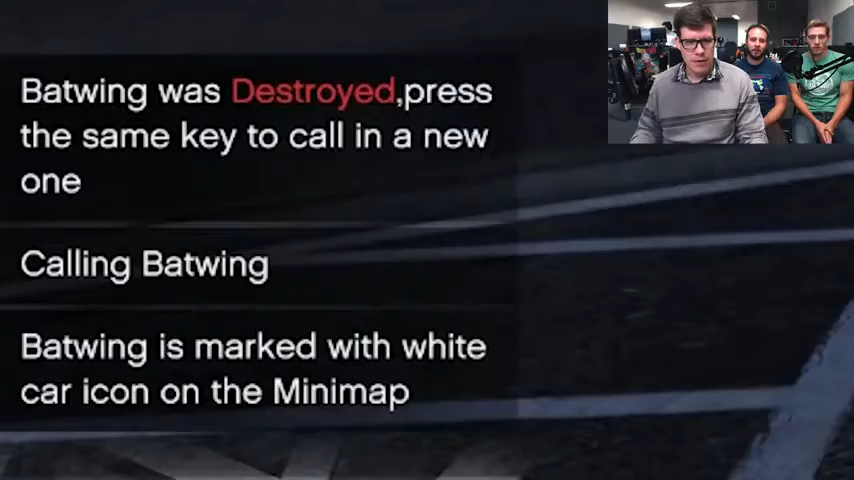 Batwing was Destroyed,press
the same key to call in a new
one
Calling Batwing
Batwing is marked with white
car icon on the Minimap